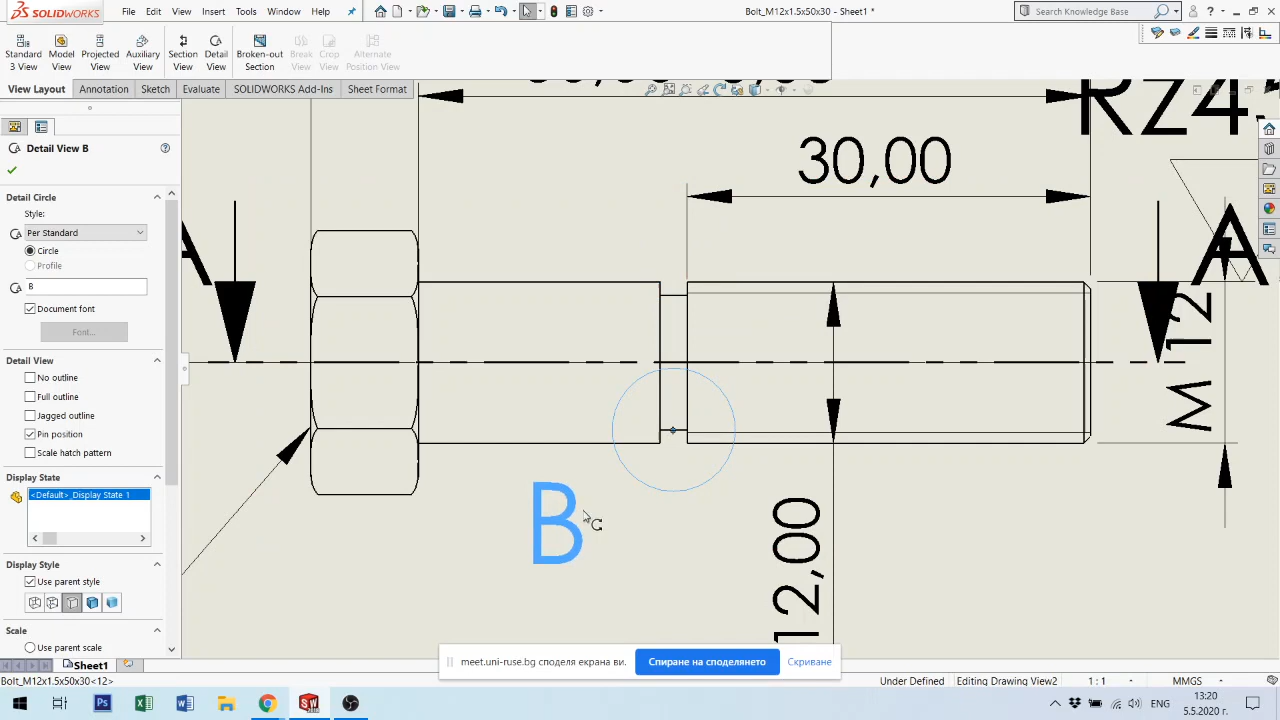 SOLIDWORKS
File Edit View Insert Tools Window Help
Bolt_M12x1.5x50x30 - Sheet1 *
Search Knowledge Base
Standard 3 View
Model View
Projected View
Auxiliary View
Section View
Detail View
Broken-out Section
Break View
Crop View
Alternate Position View
View Layout Annotation Sketch Evaluate SOLIDWORKS Add-Ins Sheet Format
Detail View B
Detail Circle
Style:
Per Standard
Circle
Profile
B
Document font
Font...
Detail View
No outline
Full outline
Jagged outline
Pin position
Scale hatch pattern
Display State
<Default>_Display State 1
Display Style
Use parent style
Scale
Use parent scale
30,00
A
A
M 12
B
12,00
meet.uni-ruse.bg споделя екрана ви.
Спиране на споделянето
Скриване
Sheet1
Bolt_M12x1.5x50x30<12>
Under Defined
Editing Drawing View2
1 : 1
MMGS
ENG
13:20
5.5.2020 г.